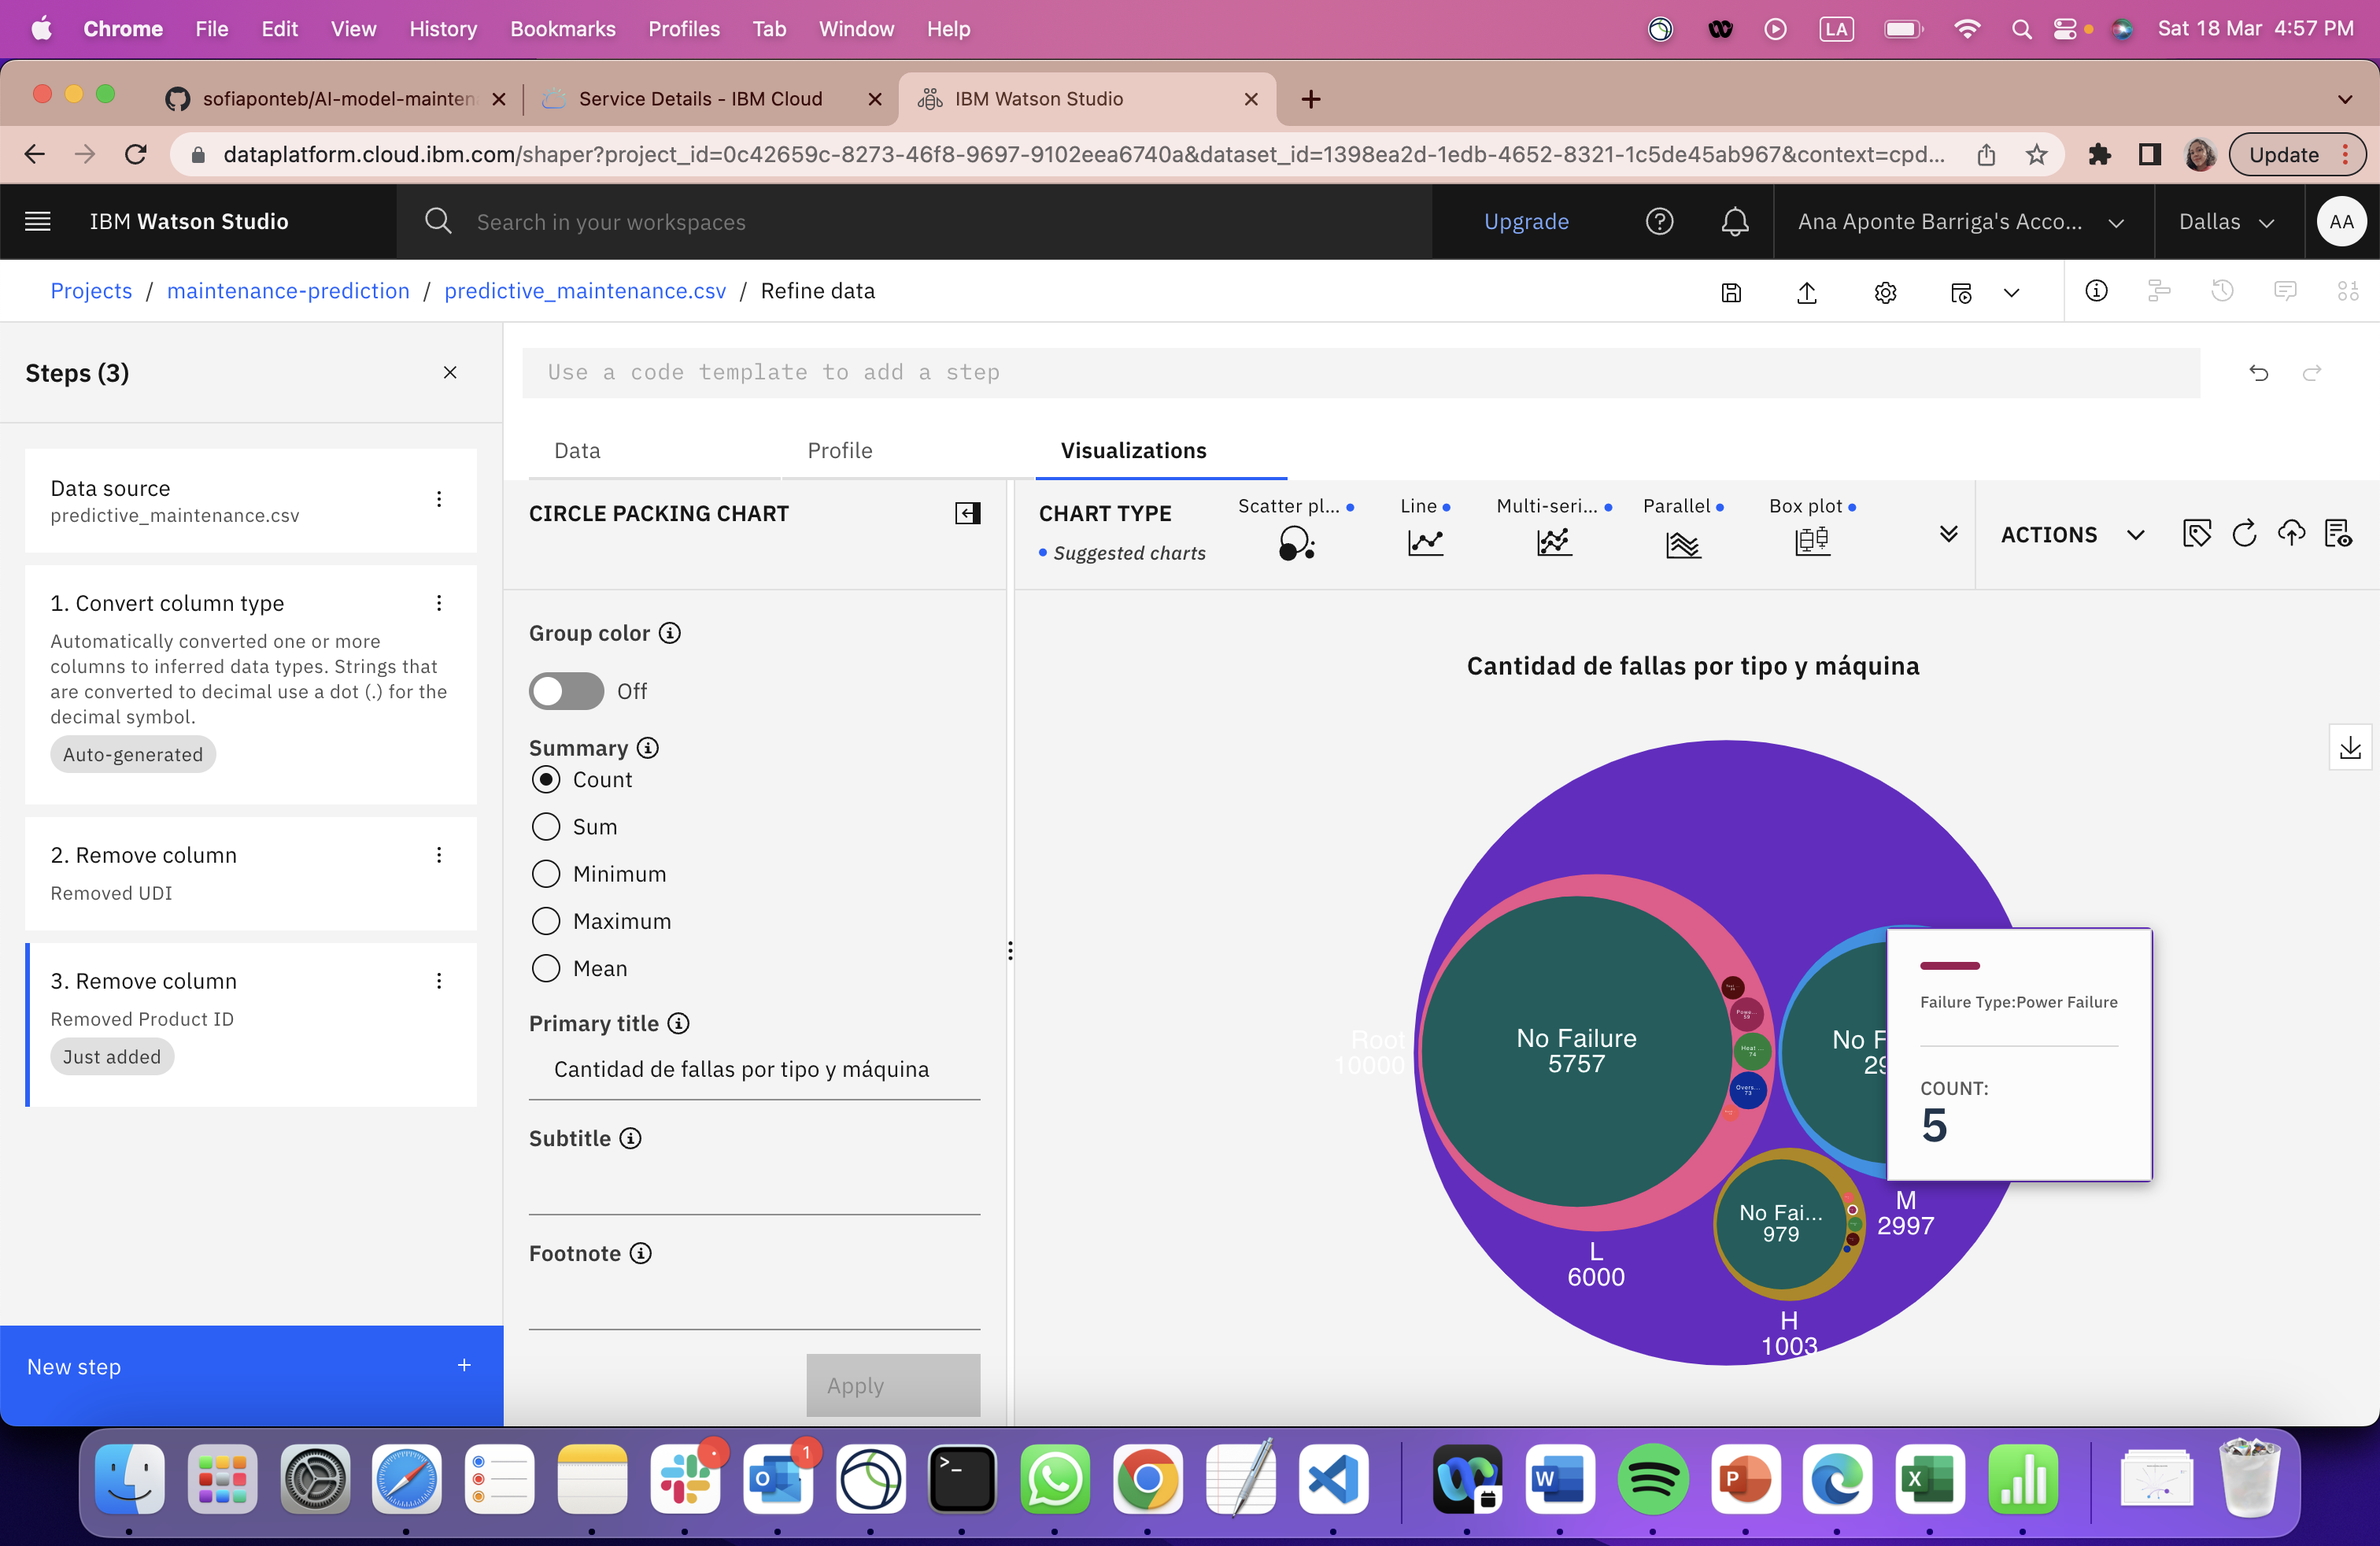 Chrome File Edit View History Bookmarks Profiles Tab Window Help
LA
Sat 18 Mar 4:57 PM
sofiaponteb/AI-model-mainten
Service Details - IBM Cloud
IBM Watson Studio
dataplatform.cloud.ibm.com/shaper?project_id=0c42659c-8273-46f8-9697-9102eea6740a&dataset_id=1398ea2d-1edb-4652-8321-1c5de45ab967&context=cpd...
Update
IBM Watson Studio
Search in your workspaces
Upgrade
Ana Aponte Barriga's Acco...
Dallas
AA
Projects / maintenance-prediction / predictive_maintenance.csv / Refine data
Steps (3)
Data source
predictive_maintenance.csv
1. Convert column type
Automatically converted one or more
columns to inferred data types. Strings that
are converted to decimal use a dot (.) for the
decimal symbol.
Auto-generated
2. Remove column
Removed UDI
3. Remove column
Removed Product ID
Just added
New step +
Use a code template to add a step
Data
Profile
Visualizations
CIRCLE PACKING CHART
Group color
Off
Summary
Count
Sum
Minimum
Maximum
Mean
Primary title
Cantidad de fallas por tipo y máquina
Subtitle
Footnote
Apply
CHART TYPE
Suggested charts
Scatter pl...
Line
Multi-seri...
Parallel
Box plot
ACTIONS
Cantidad de fallas por tipo y máquina
Root
10000
No Failure
5757
Powe...
59
Heat ...
74
Overs...
73
L
6000
No F
29
M
2997
No Fai...
979
H
1003
Failure Type:Power Failure
COUNT:
5
1